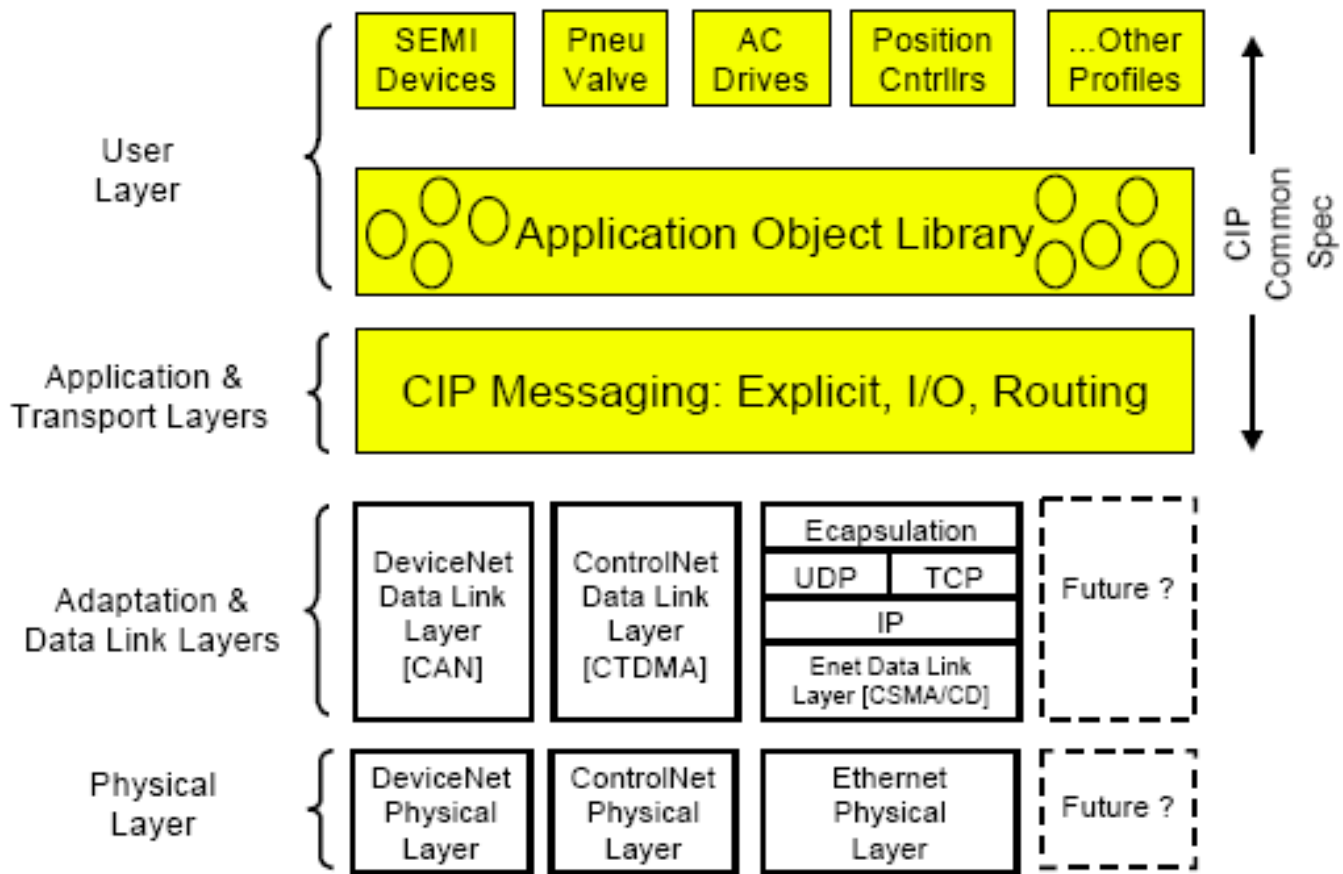 SEMI
Devices
Pneu
Valve
AC
Drives
Position
Cntrllrs
...Other
Profiles
User
Layer
Application Object Library
CIP
Common
Spec
Application &
Transport Layers
CIP Messaging: Explicit, I/O, Routing
Adaptation &
Data Link Layers
DeviceNet
Data Link
Layer
[CAN]
ControlNet
Data Link
Layer
[CTDMA]
Ecapsulation
UDP
TCP
IP
Enet Data Link
Layer [CSMA/CD]
Future ?
Physical
Layer
DeviceNet
Physical
Layer
ControlNet
Physical
Layer
Ethernet
Physical
Layer
Future ?